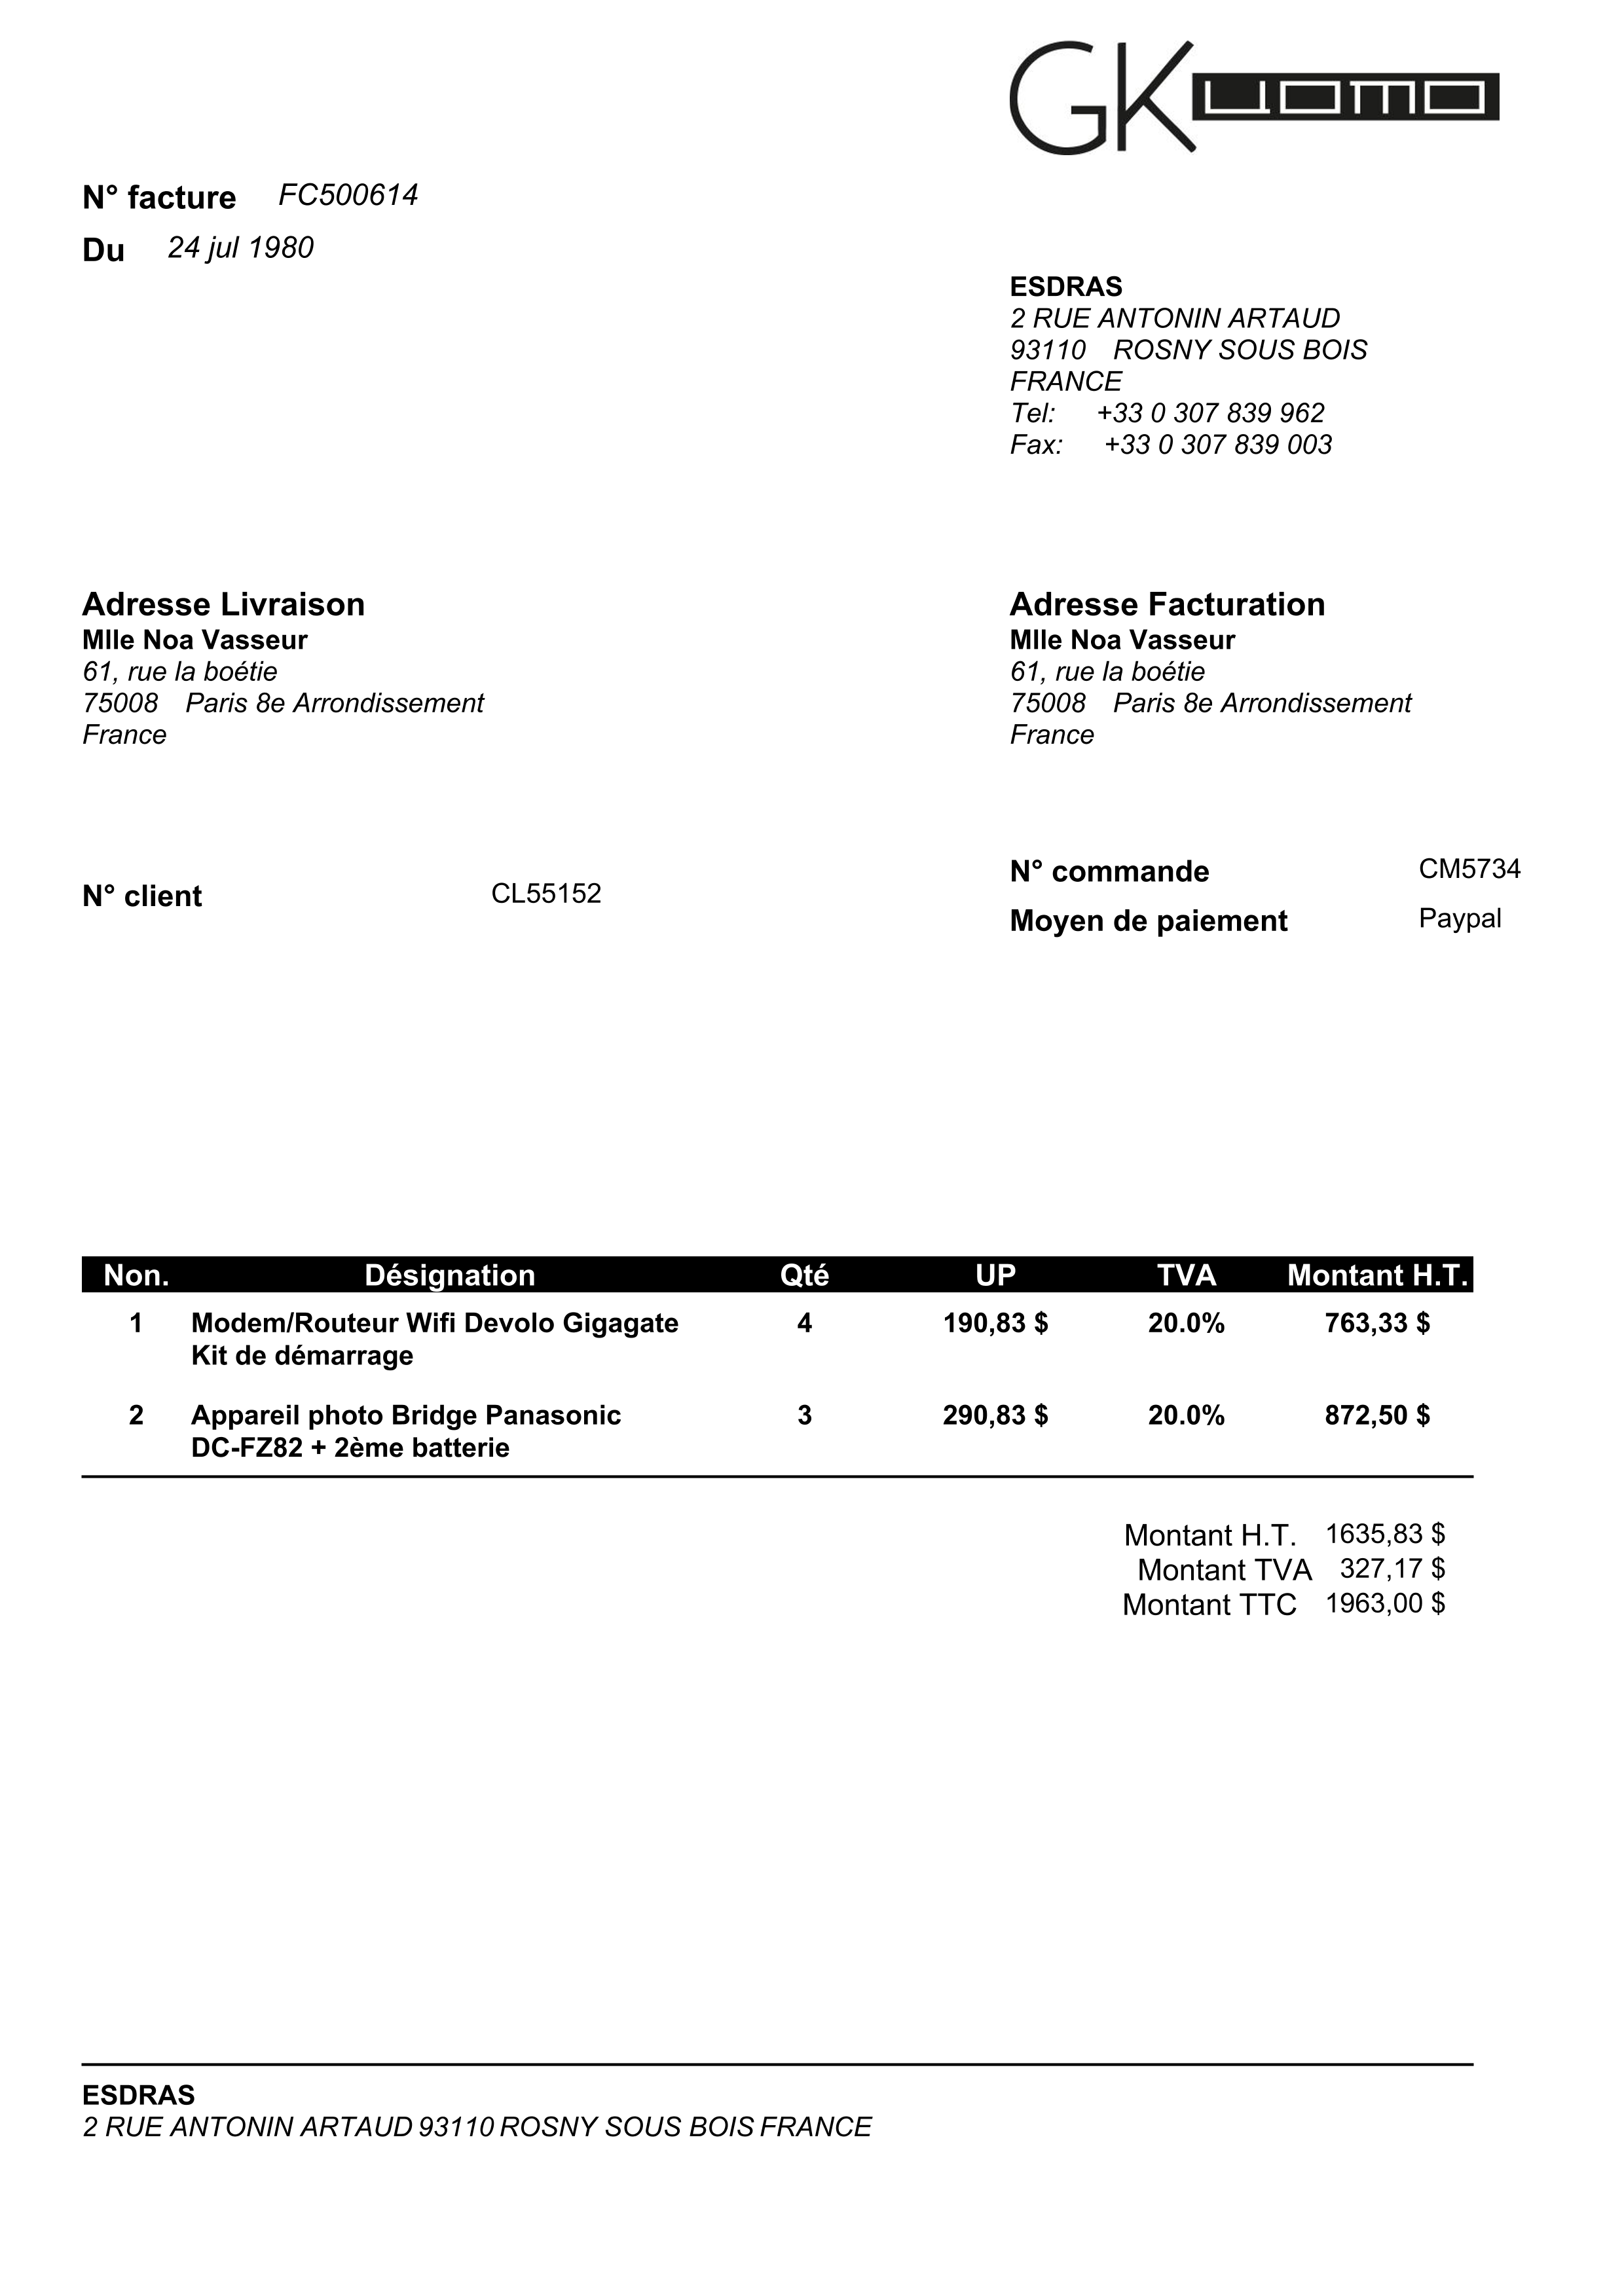 GK UOMO
N° facture FC500614
Du 24 jul 1980
ESDRAS
2 RUE ANTONIN ARTAUD
93110 ROSNY SOUS BOIS
FRANCE
Tel: +33 0 307 839 962
Fax: +33 0 307 839 003
Adresse Livraison
Mlle Noa Vasseur
61, rue la boétie
75008 Paris 8e Arrondissement
France
Adresse Facturation
Mlle Noa Vasseur
61, rue la boétie
75008 Paris 8e Arrondissement
France
N° client CL55152
N° commande CM5734
Moyen de paiement Paypal
Non. Désignation Qté UP TVA Montant H.T.
1 Modem/Routeur Wifi Devolo Gigagate 4 190,83 $ 20.0% 763,33 $
Kit de démarrage
2 Appareil photo Bridge Panasonic 3 290,83 $ 20.0% 872,50 $
DC-FZ82 + 2ème batterie
Montant H.T. 1635,83 $
Montant TVA 327,17 $
Montant TTC 1963,00 $
ESDRAS
2 RUE ANTONIN ARTAUD 93110 ROSNY SOUS BOIS FRANCE